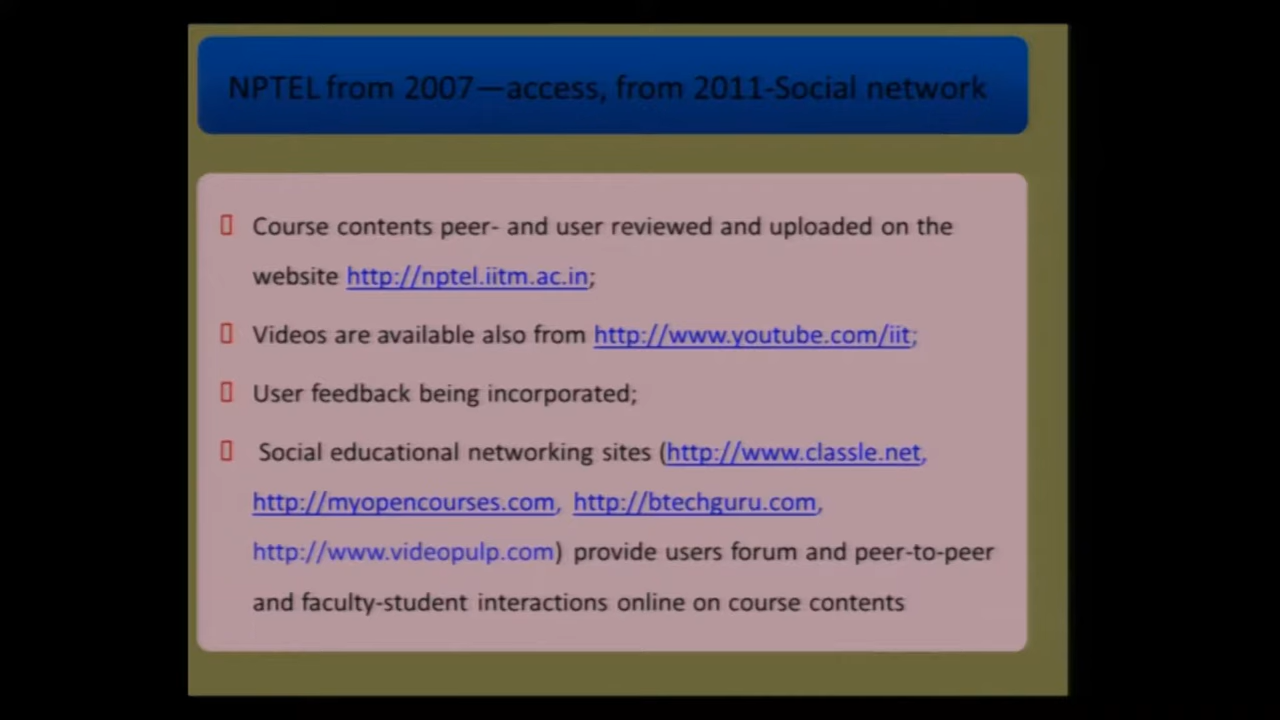 NPTEL from 2007—access, from 2011-Social network
Course contents peer- and user reviewed and uploaded on the
website http://nptel.iitm.ac.in;
Videos are available also from http://www.youtube.com/iit;
User feedback being incorporated;
Social educational networking sites (http://www.classle.net,
http://myopencourses.com, http://btechguru.com,
http://www.videopulp.com) provide users forum and peer-to-peer
and faculty-student interactions online on course contents